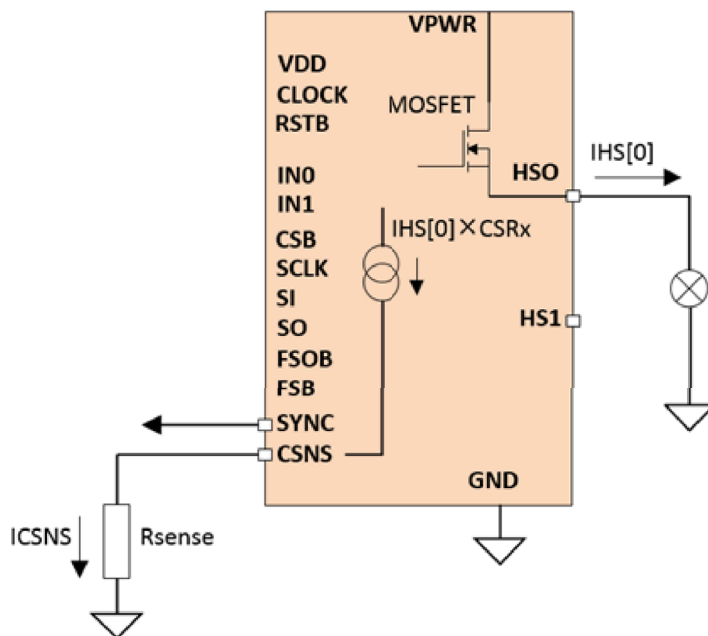 VPWR
VDD
CLOCK
RSTB
MOSFET
IHS[0]
HSO
IN0
IN1
IHS[0]×CSRx
CSB
SCLK
SI
SO
HS1
FSOB
FSB
SYNC
CSNS
GND
ICSNS
Rsense